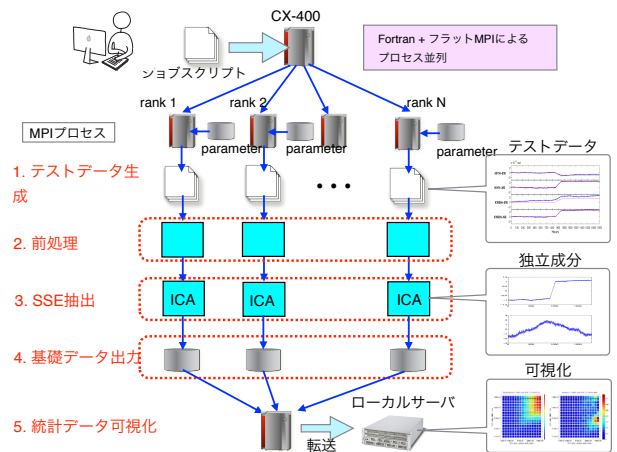 CX-400
Fortran + フラットMPIによる
プロセス並列
ジョブスクリプト
rank 1
rank 2
rank N
MPIプロセス
parameter
parameter
parameter
テストデータ
1. テストデータ生
成
・・・
2. 前処理
独立成分
3. SSE抽出
ICA
ICA
ICA
4. 基礎データ出力
可視化
ローカルサーバ
5. 統計データ可視化
転送